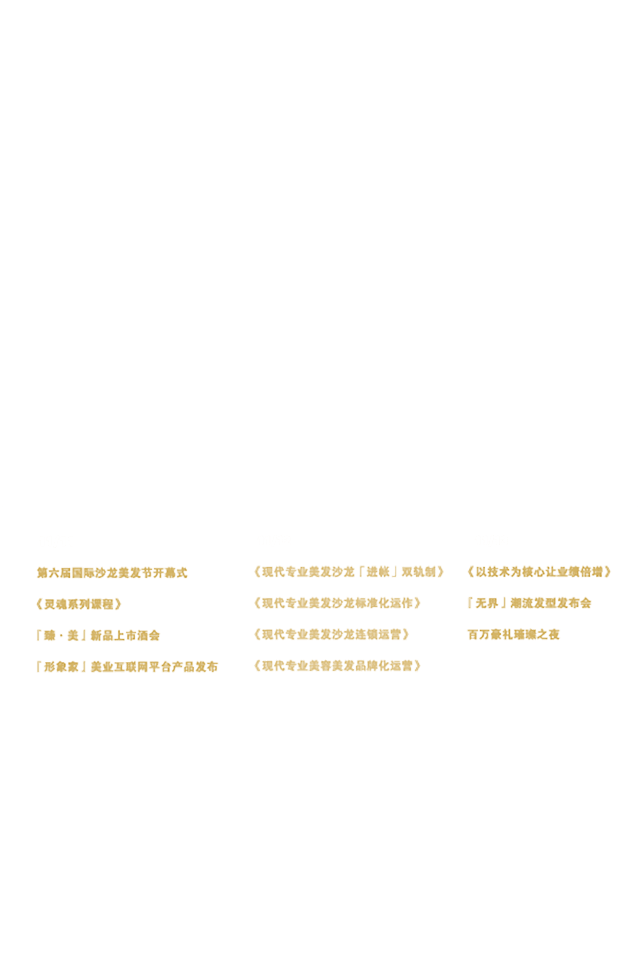 第六届国际沙龙美发节开幕式
《灵魂系列课程》
「臻·美」新品上市酒会
「形象家」美业互联网平台产品发布
《现代专业美发沙龙「进帐」双轨制》
《现代专业美发沙龙标准化运作》
《现代专业美发沙龙连锁运营》
《现代专业美容美发品牌化运营》
《以技术为核心让业绩倍增》
「无界」潮流发型发布会
百万豪礼璀璨之夜